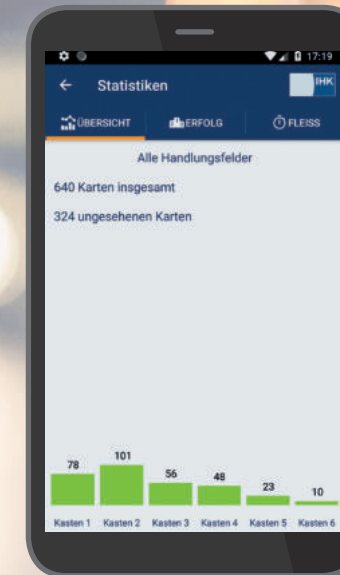 17:19
Statistiken
IHK
ÜBERSICHT
ERFOLG
FLEISS
Alle Handlungsfelder
640 Karten insgesamt
324 ungesehenen Karten
78
101
56
48
23
10
Kasten 1
Kasten 2
Kasten 3
Kasten 4
Kasten 5
Kasten 6